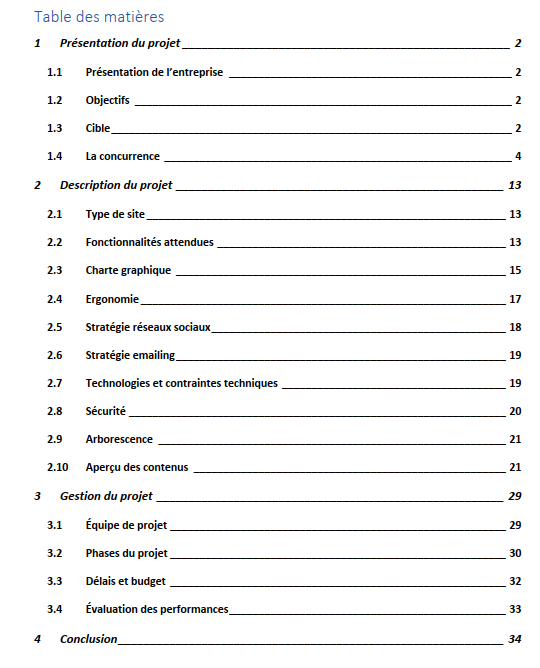 Table des matières
1 Présentation du projet 2
1.1 Présentation de l'entreprise 2
1.2 Objectifs 2
1.3 Cible 2
1.4 La concurrence 4
2 Description du projet 13
2.1 Type de site 13
2.2 Fonctionnalités attendues 13
2.3 Charte graphique 15
2.4 Ergonomie 17
2.5 Stratégie réseaux sociaux 18
2.6 Stratégie emailing 19
2.7 Technologies et contraintes techniques 19
2.8 Sécurité 20
2.9 Arborescence 21
2.10 Aperçu des contenus 21
3 Gestion du projet 29
3.1 Équipe de projet 29
3.2 Phases du projet 30
3.3 Délais et budget 32
3.4 Évaluation des performances 33
4 Conclusion 34